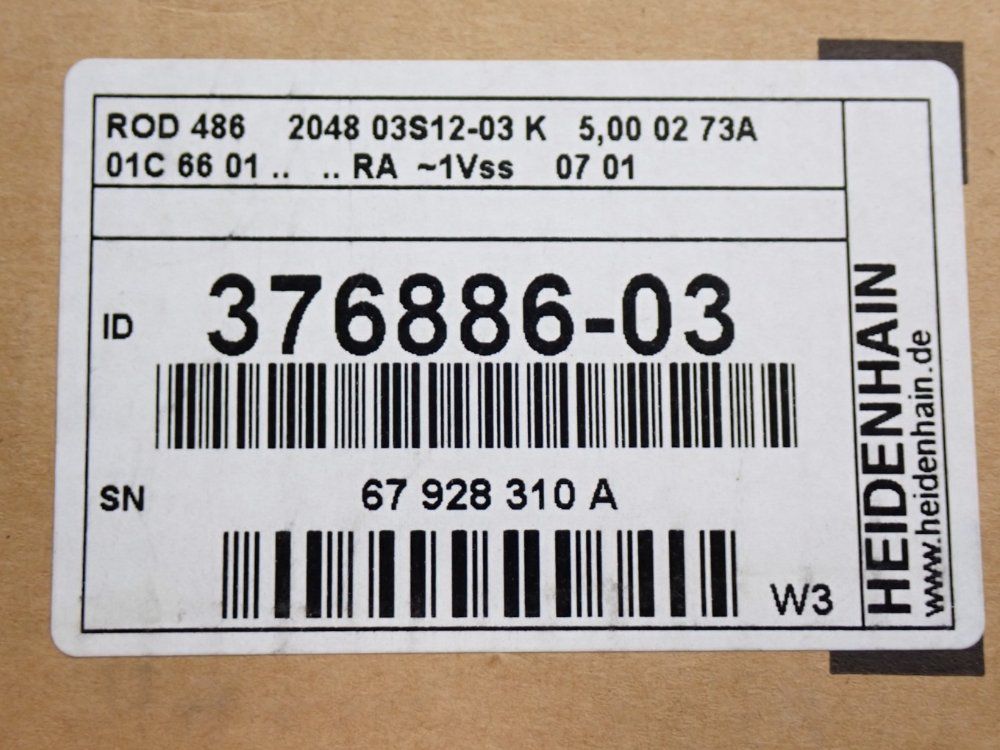 ROD 486 2048 03S12-03 K 5,00 02 73A
01C 66 01 .. .. RA ~1Vss 07 01
ID 376886-03
SN 67 928 310 A
W3
HEIDENHAIN
www.heidenhain.de